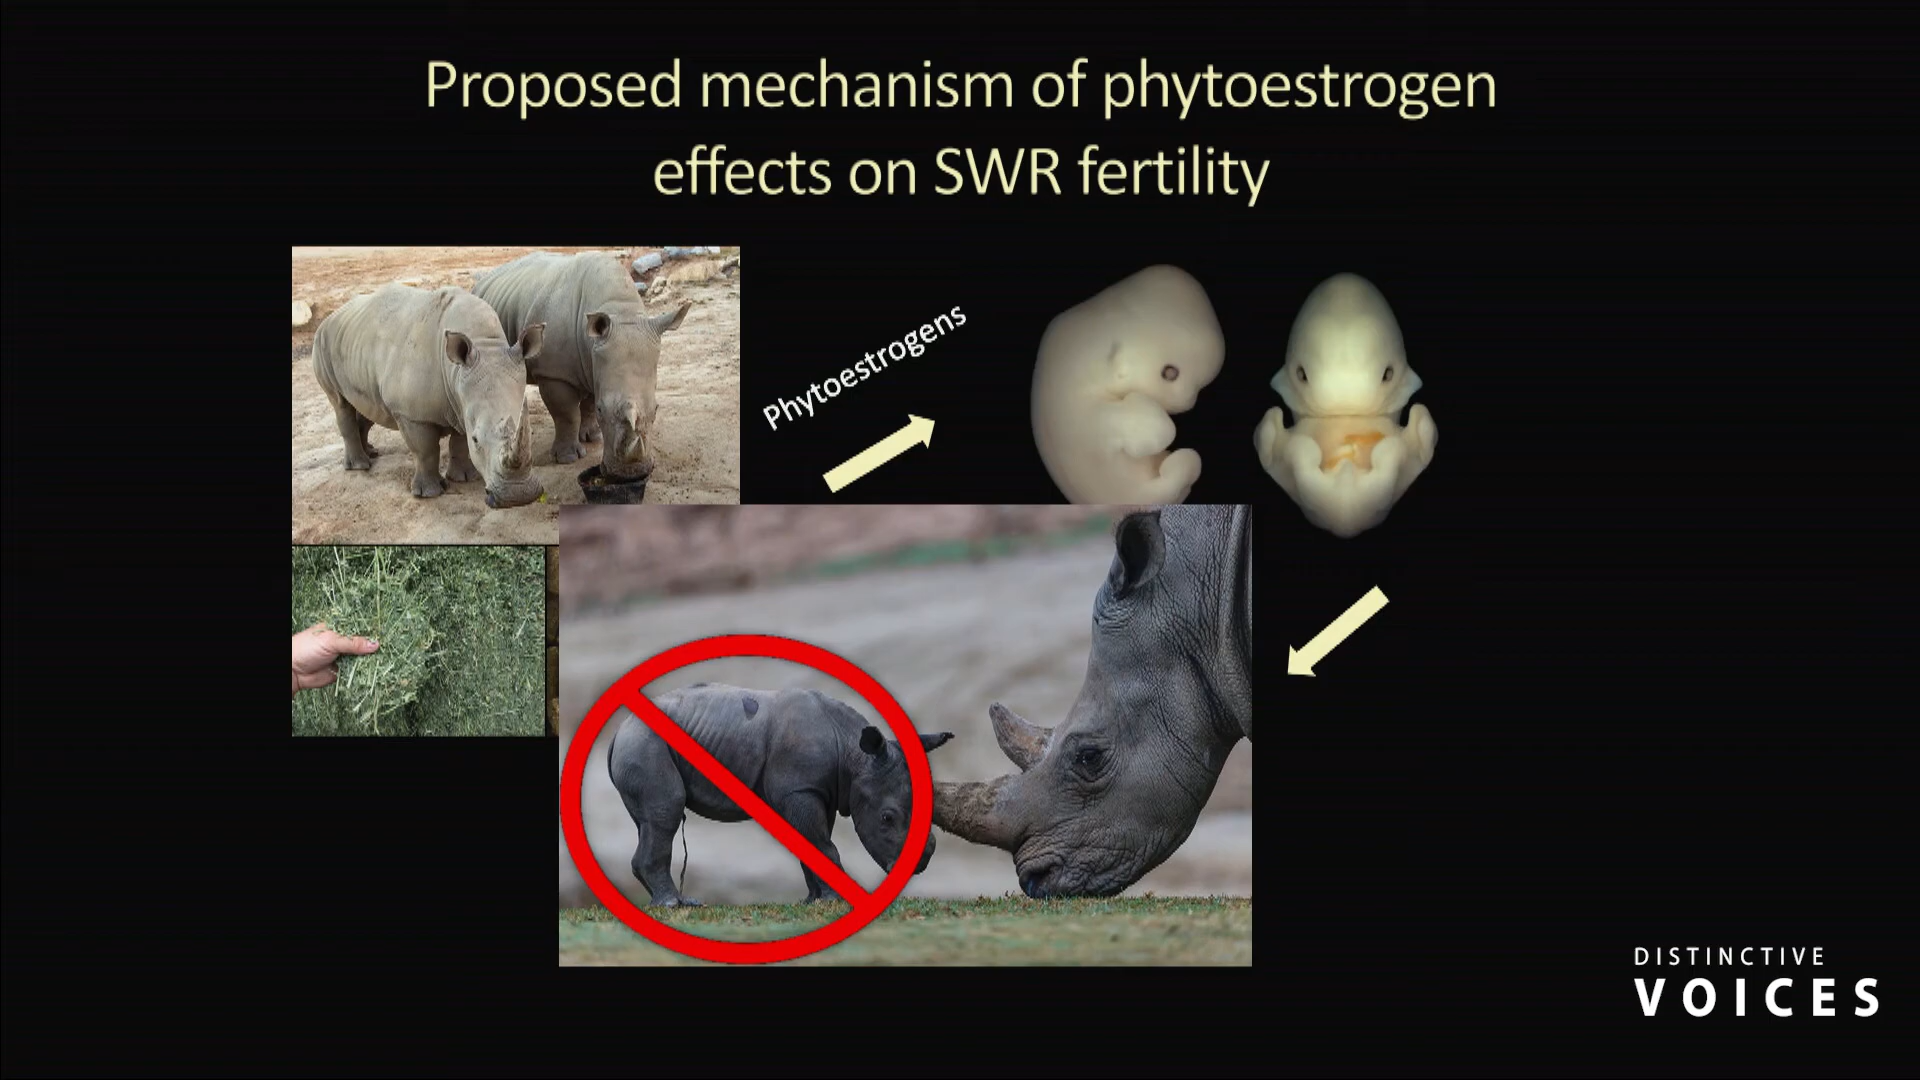 Proposed mechanism of phytoestrogen
effects on SWR fertility
Phytoestrogens
DISTINCTIVE
VOICES